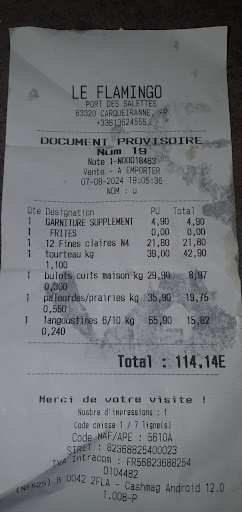 LE FLAMINGO
PORT DES SALETTES
83320 CARQUEIRANNE, FR
+33613624555
DOCUMENT PROVISOIRE
Num 19
Note 1-N00018463
Vente - A EMPORTER
07-08-2024 19:05:36
NOM : u
Qte Designation PU Total
1 GARNITURE SUPPLEMENT 4,90 4,90
1 FRITES 0,00 0,00
1 12 Fines claires N4 21,80 21,80
1 tourteau kg 39,00 42,90
1,100
1 bulots cuits maison kg 29,90 8,97
0,300
1 palourdes/prairies kg 35,90 19,75
0,550
1 langoustines 6/10 kg 65,90 15,82
0,240
Total : 114,14E
Merci de votre visite !
Nombre d'impressions : 1
Code caisse 1 / 7 ligne(s)
Code NAF/APE : 5610A
SIRET : 82368825400023
TVA Intracom : FR56823688254
D104482
(NF525) B 0042 2FLA - Cashmag Android 12.0
1.008-P